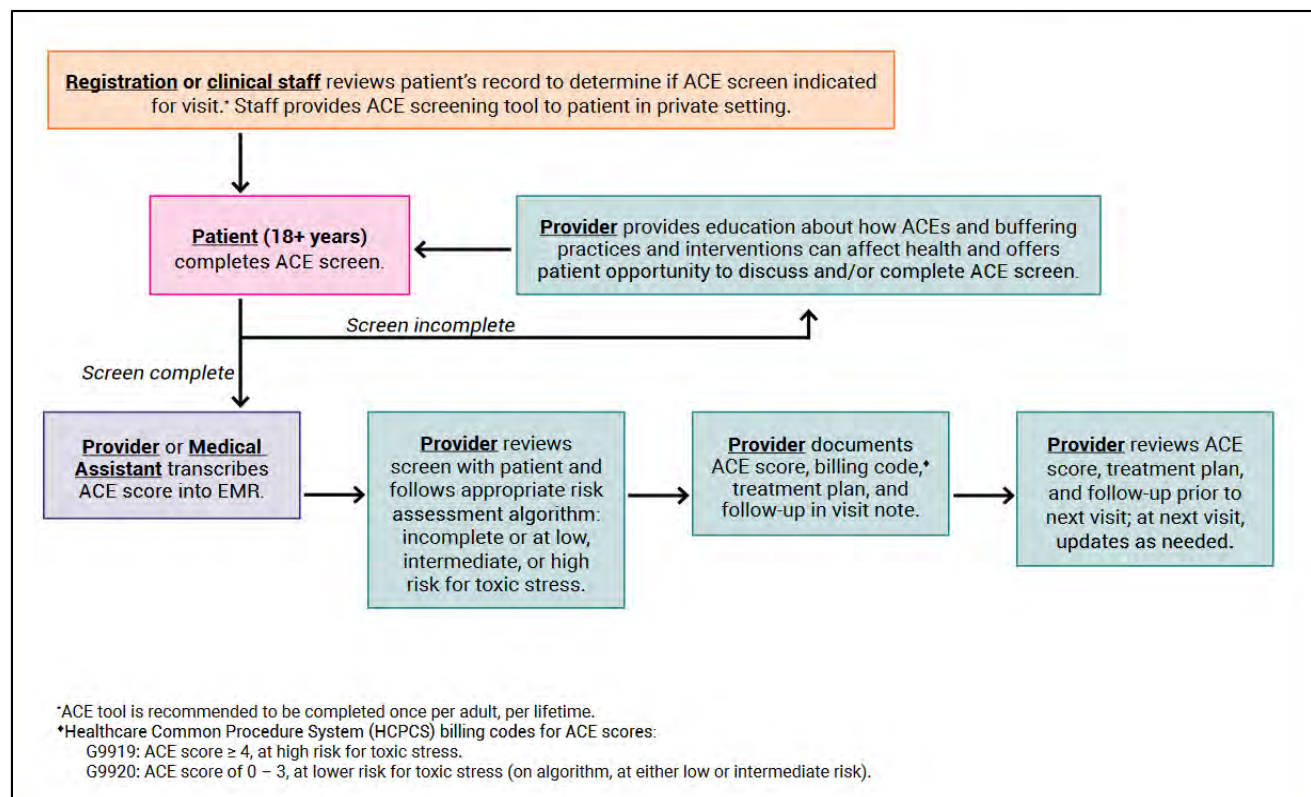 Registration or clinical staff reviews patient's record to determine if ACE screen indicated
for visit.* Staff provides ACE screening tool to patient in private setting.
Patient (18+ years)
completes ACE screen.
Provider provides education about how ACEs and buffering
practices and interventions can affect health and offers
patient opportunity to discuss and/or complete ACE screen.
Screen incomplete
Screen complete
Provider or Medical
Assistant transcribes
ACE score into EMR.
Provider reviews
screen with patient and
follows appropriate risk
assessment algorithm:
incomplete or at low,
intermediate, or high
risk for toxic stress.
Provider documents
ACE score, billing code,♦
treatment plan, and
follow-up in visit note.
Provider reviews ACE
score, treatment plan,
and follow-up prior to
next visit; at next visit,
updates as needed.
*ACE tool is recommended to be completed once per adult, per lifetime.
♦Healthcare Common Procedure System (HCPCS) billing codes for ACE scores:
G9919: ACE score ≥ 4, at high risk for toxic stress.
G9920: ACE score of 0 – 3, at lower risk for toxic stress (on algorithm, at either low or intermediate risk).